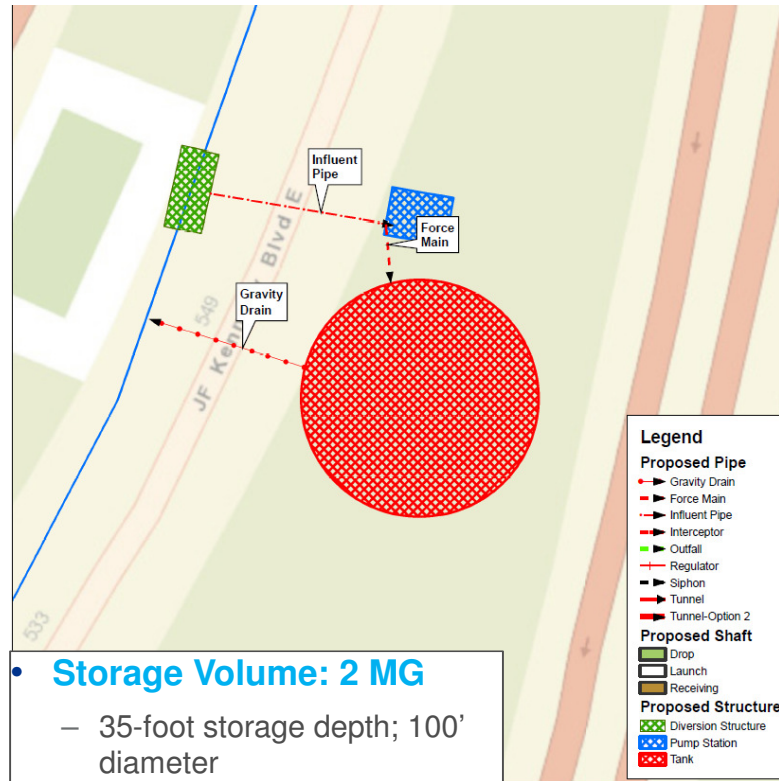 Influent
Pipe
Force
Main
Gravity
Drain
549
JF Kenn Blvd E
533
Legend
Proposed Pipe
Gravity Drain
Force Main
Influent Pipe
Interceptor
Outfall
Regulator
Siphon
Tunnel
Tunnel-Option 2
Proposed Shaft
Drop
Launch
Receiving
Proposed Structure
Diversion Structure
Pump Station
Tank
• Storage Volume: 2 MG
– 35-foot storage depth; 100’
diameter